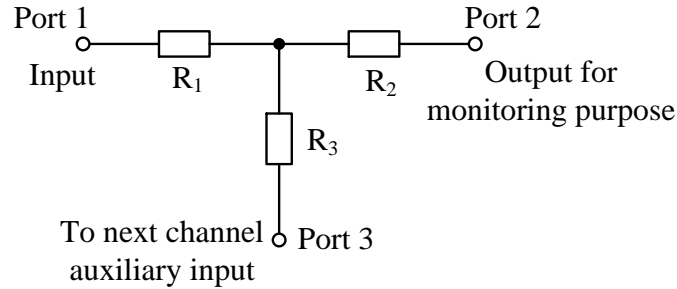 Port 1
Port 2
Input
R₁
R₂
Output for
monitoring purpose
R₃
To next channel
auxiliary input
Port 3